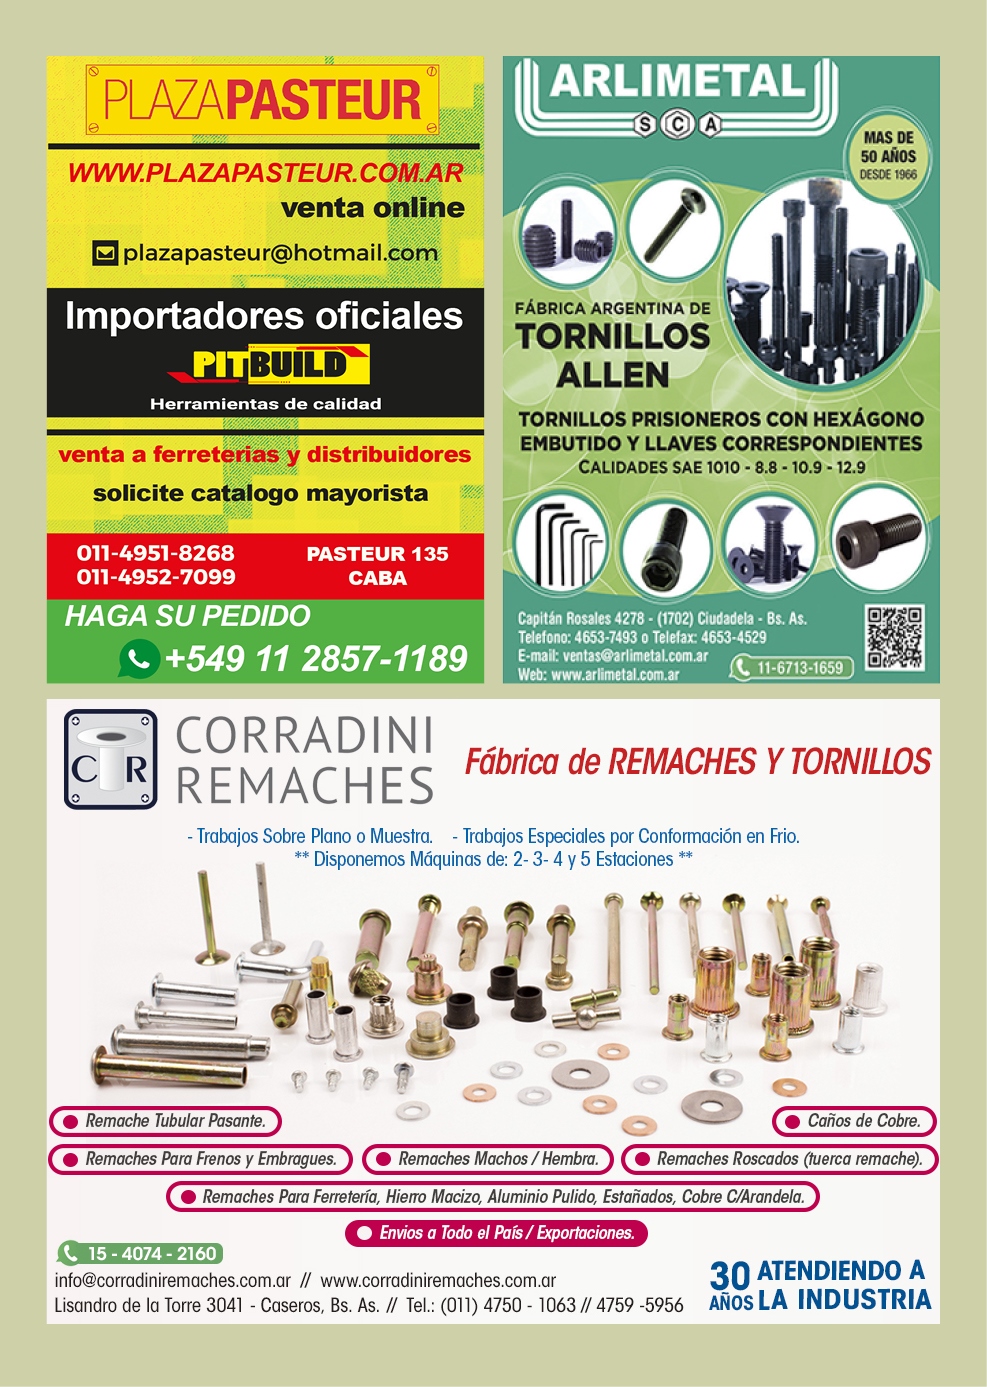 PLAZAPASTEUR
WWW.PLAZAPASTEUR.COM.AR
venta online
plazapasteur@hotmail.com
Importadores oficiales
PITBUILD
Herramientas de calidad
venta a ferreterias y distribuidores
solicite catalogo mayorista
011-4951-8268
011-4952-7099
PASTEUR 135
CABA
HAGA SU PEDIDO
+549 11 2857-1189
ARLIMETAL
S C A
MAS DE
50 AÑOS
DESDE 1966
FÁBRICA ARGENTINA DE
TORNILLOS
ALLEN
TORNILLOS PRISIONEROS CON HEXÁGONO
EMBUTIDO Y LLAVES CORRESPONDIENTES
CALIDADES SAE 1010 - 8.8 - 10.9 - 12.9
Capitán Rosales 4278 - (1702) Ciudadela - Bs. As.
Telefono: 4653-7493 o Telefax: 4653-4529
E-mail: ventas@arlimetal.com.ar
Web: www.arlimetal.com.ar
11-6713-1659
C R
CORRADINI
REMACHES
Fábrica de REMACHES Y TORNILLOS
- Trabajos Sobre Plano o Muestra. - Trabajos Especiales por Conformación en Frio.
** Disponemos Máquinas de: 2- 3- 4 y 5 Estaciones **
Remache Tubular Pasante.
Caños de Cobre.
Remaches Para Frenos y Embragues.
Remaches Machos / Hembra.
Remaches Roscados (tuerca remache).
Remaches Para Ferretería, Hierro Macizo, Aluminio Pulido, Estañados, Cobre C/Arandela.
Envios a Todo el País / Exportaciones.
15 - 4074 - 2160
info@corradiniremaches.com.ar // www.corradiniremaches.com.ar
Lisandro de la Torre 3041 - Caseros, Bs. As. // Tel.: (011) 4750 - 1063 // 4759 -5956
30 ATENDIENDO A
AÑOS LA INDUSTRIA